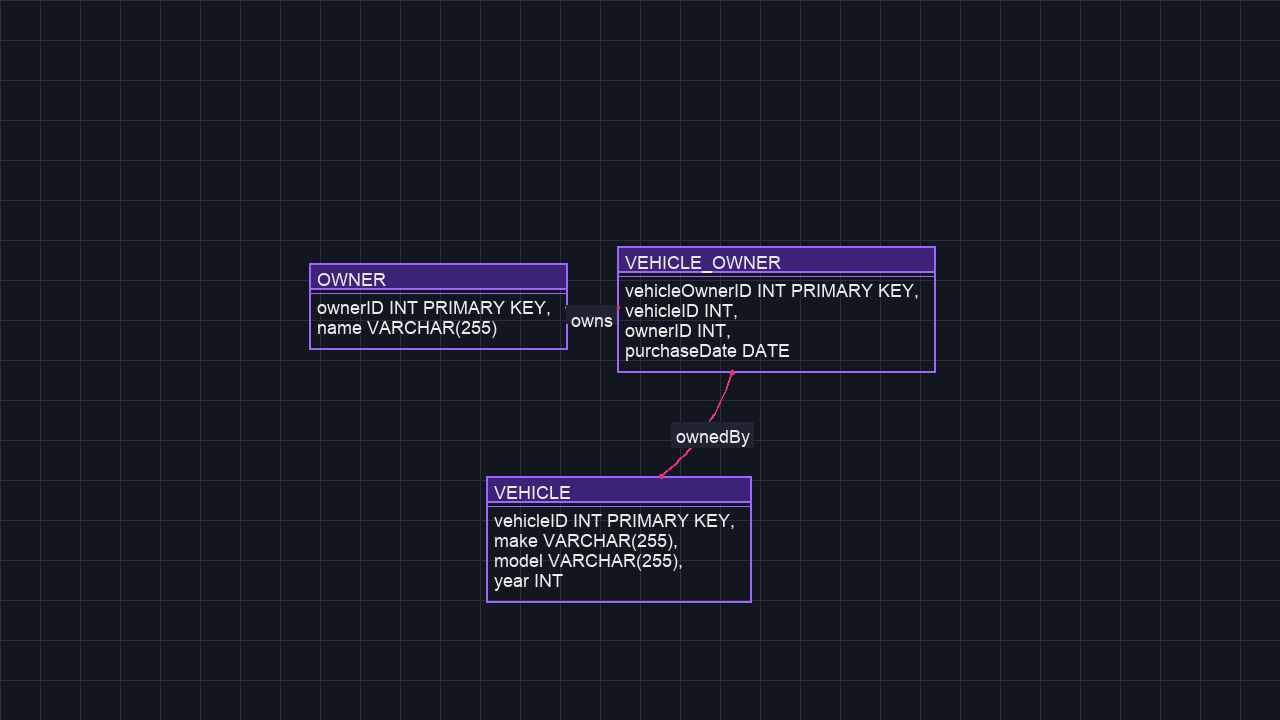 OWNER
ownerID INT PRIMARY KEY,
name VARCHAR(255)
owns
VEHICLE_OWNER
vehicleOwnerID INT PRIMARY KEY,
vehicleID INT,
ownerID INT,
purchaseDate DATE
ownedBy
VEHICLE
vehicleID INT PRIMARY KEY,
make VARCHAR(255),
model VARCHAR(255),
year INT